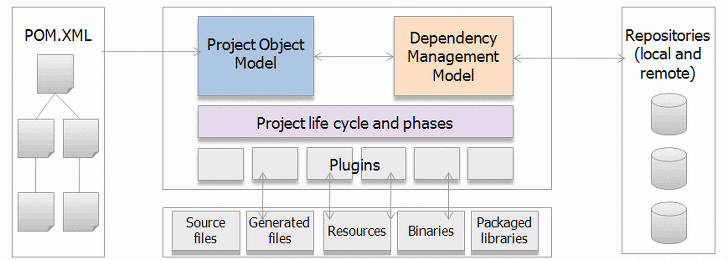 POM.XML
Project Object
Model
Dependency
Management
Model
Repositories
(local and
remote)
Project life cycle and phases
Plugins
Source
files
Generated
files
Resources
Binaries
Packaged
libraries